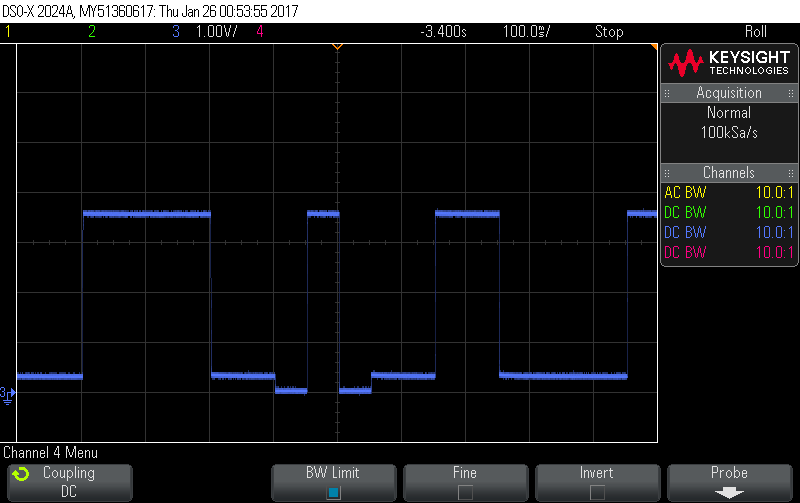 DSO-X 2024A, MY51360617: Thu Jan 26 00:53:55 2017
1 2 3 1.00V/ 4 -3.400s 100.0ms/ Stop Roll
KEYSIGHT
TECHNOLOGIES
Acquisition
Normal
100kSa/s
Channels
AC BW 10.0:1
DC BW 10.0:1
DC BW 10.0:1
DC BW 10.0:1
3
Channel 4 Menu
Coupling
DC
BW Limit
Fine
Invert
Probe